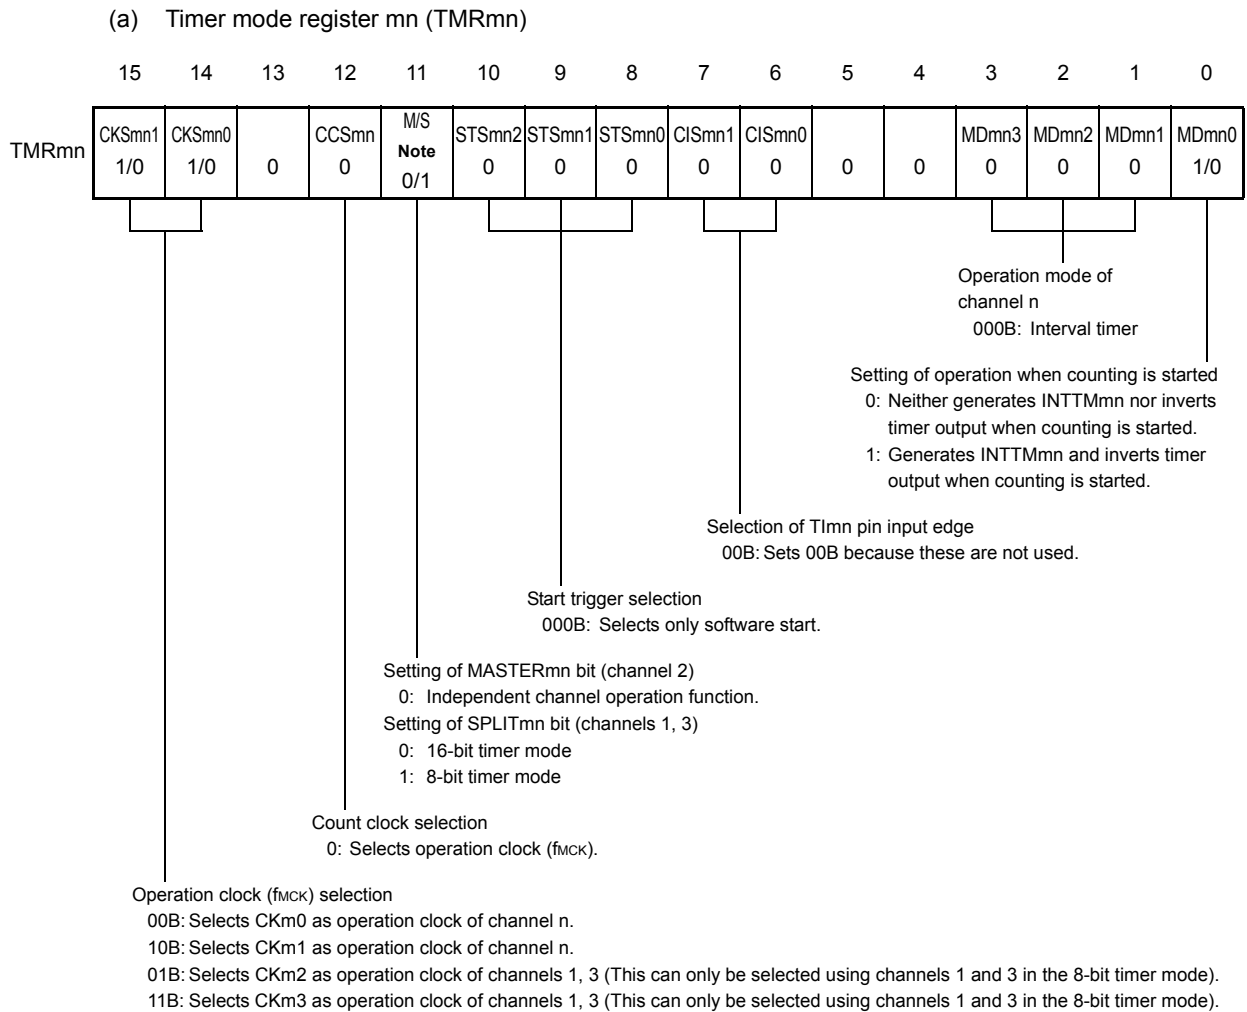 (a) Timer mode register mn (TMRmn)
15 14 13 12 11 10 9 8 7 6 5 4 3 2 1 0
TMRmn
CKSmn1 CKSmn0 CCSmn M/S STSmn2 STSmn1 STSmn0 CISmn1 CISmn0 MDmn3 MDmn2 MDmn1 MDmn0
Note
1/0 1/0 0 0 0/1 0 0 0 0 0 0 0 0 0 0 1/0
Operation mode of
channel n
000B: Interval timer
Setting of operation when counting is started
0: Neither generates INTTMmn nor inverts
timer output when counting is started.
1: Generates INTTMmn and inverts timer
output when counting is started.
Selection of TImn pin input edge
00B: Sets 00B because these are not used.
Start trigger selection
000B: Selects only software start.
Setting of MASTERmn bit (channel 2)
0: Independent channel operation function.
Setting of SPLITmn bit (channels 1, 3)
0: 16-bit timer mode
1: 8-bit timer mode
Count clock selection
0: Selects operation clock (fMCK).
Operation clock (fMCK) selection
00B: Selects CKm0 as operation clock of channel n.
10B: Selects CKm1 as operation clock of channel n.
01B: Selects CKm2 as operation clock of channels 1, 3 (This can only be selected using channels 1 and 3 in the 8-bit timer mode).
11B: Selects CKm3 as operation clock of channels 1, 3 (This can only be selected using channels 1 and 3 in the 8-bit timer mode).